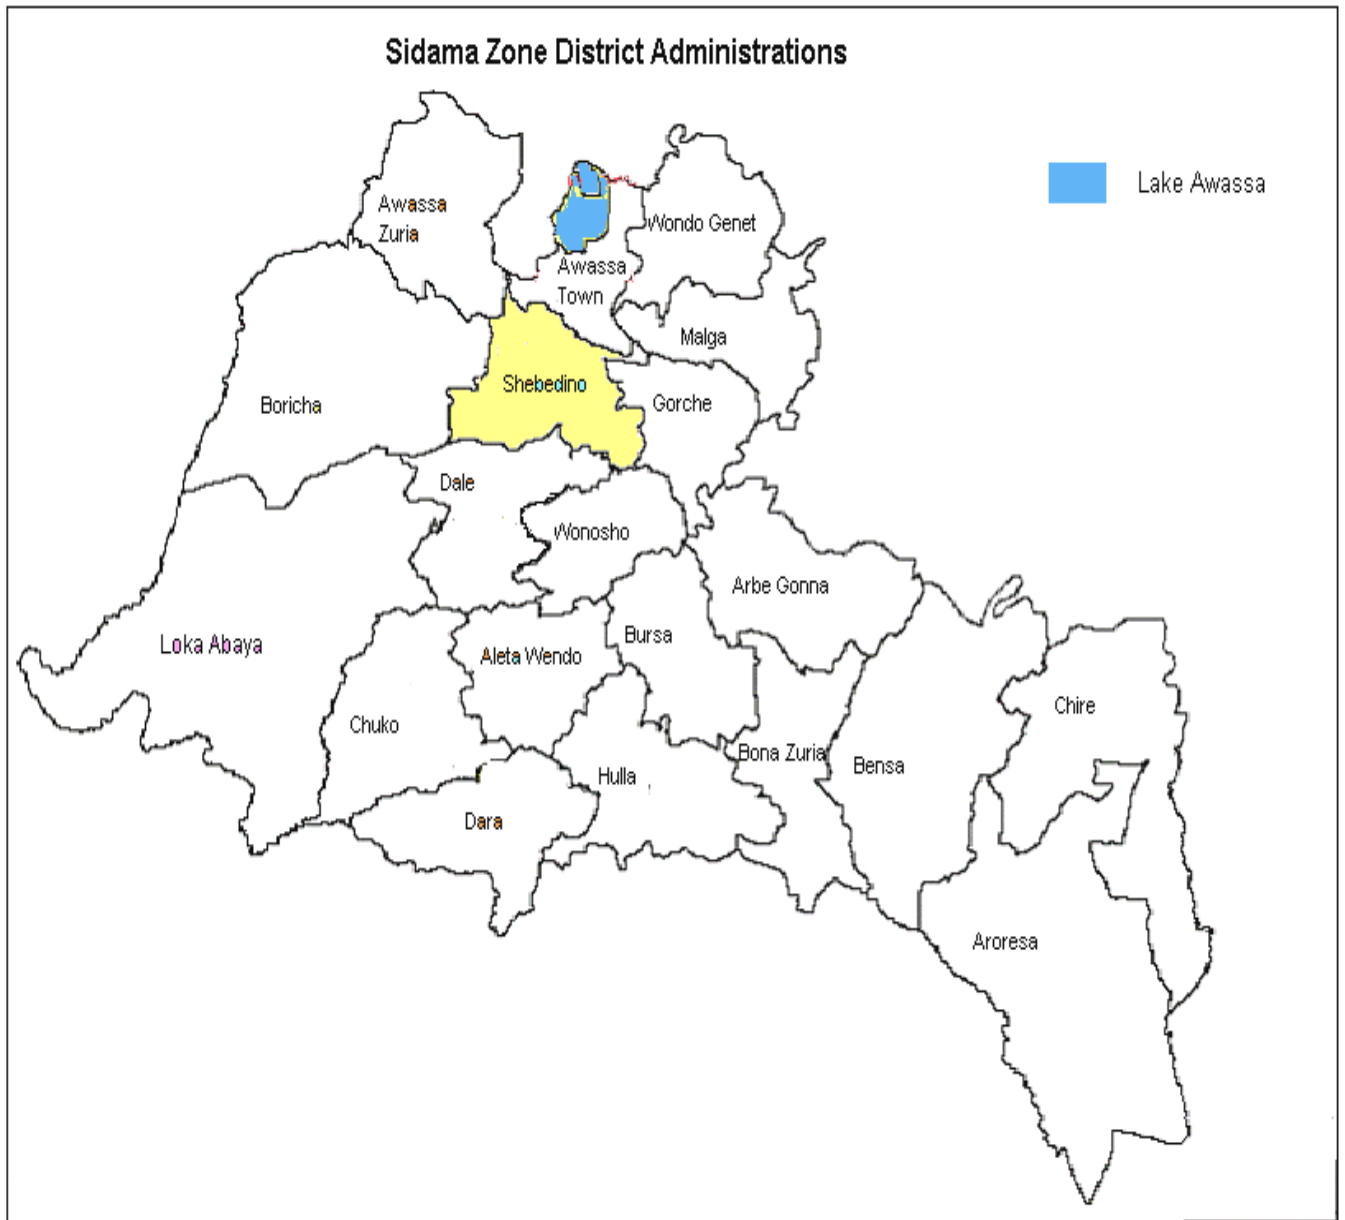 Sidama Zone District Administrations
Lake Awassa
Awassa
Zuria
Wondo Genet
Awassa
Town
Malga
Shebedino
Boricha
Gorche
Dale
Wonosho
Arbe Gonna
Loka Abaya
Aleta Wendo
Bursa
Chuko
Chire
Bona Zuria
Bensa
Hulla
Dara
Aroresa